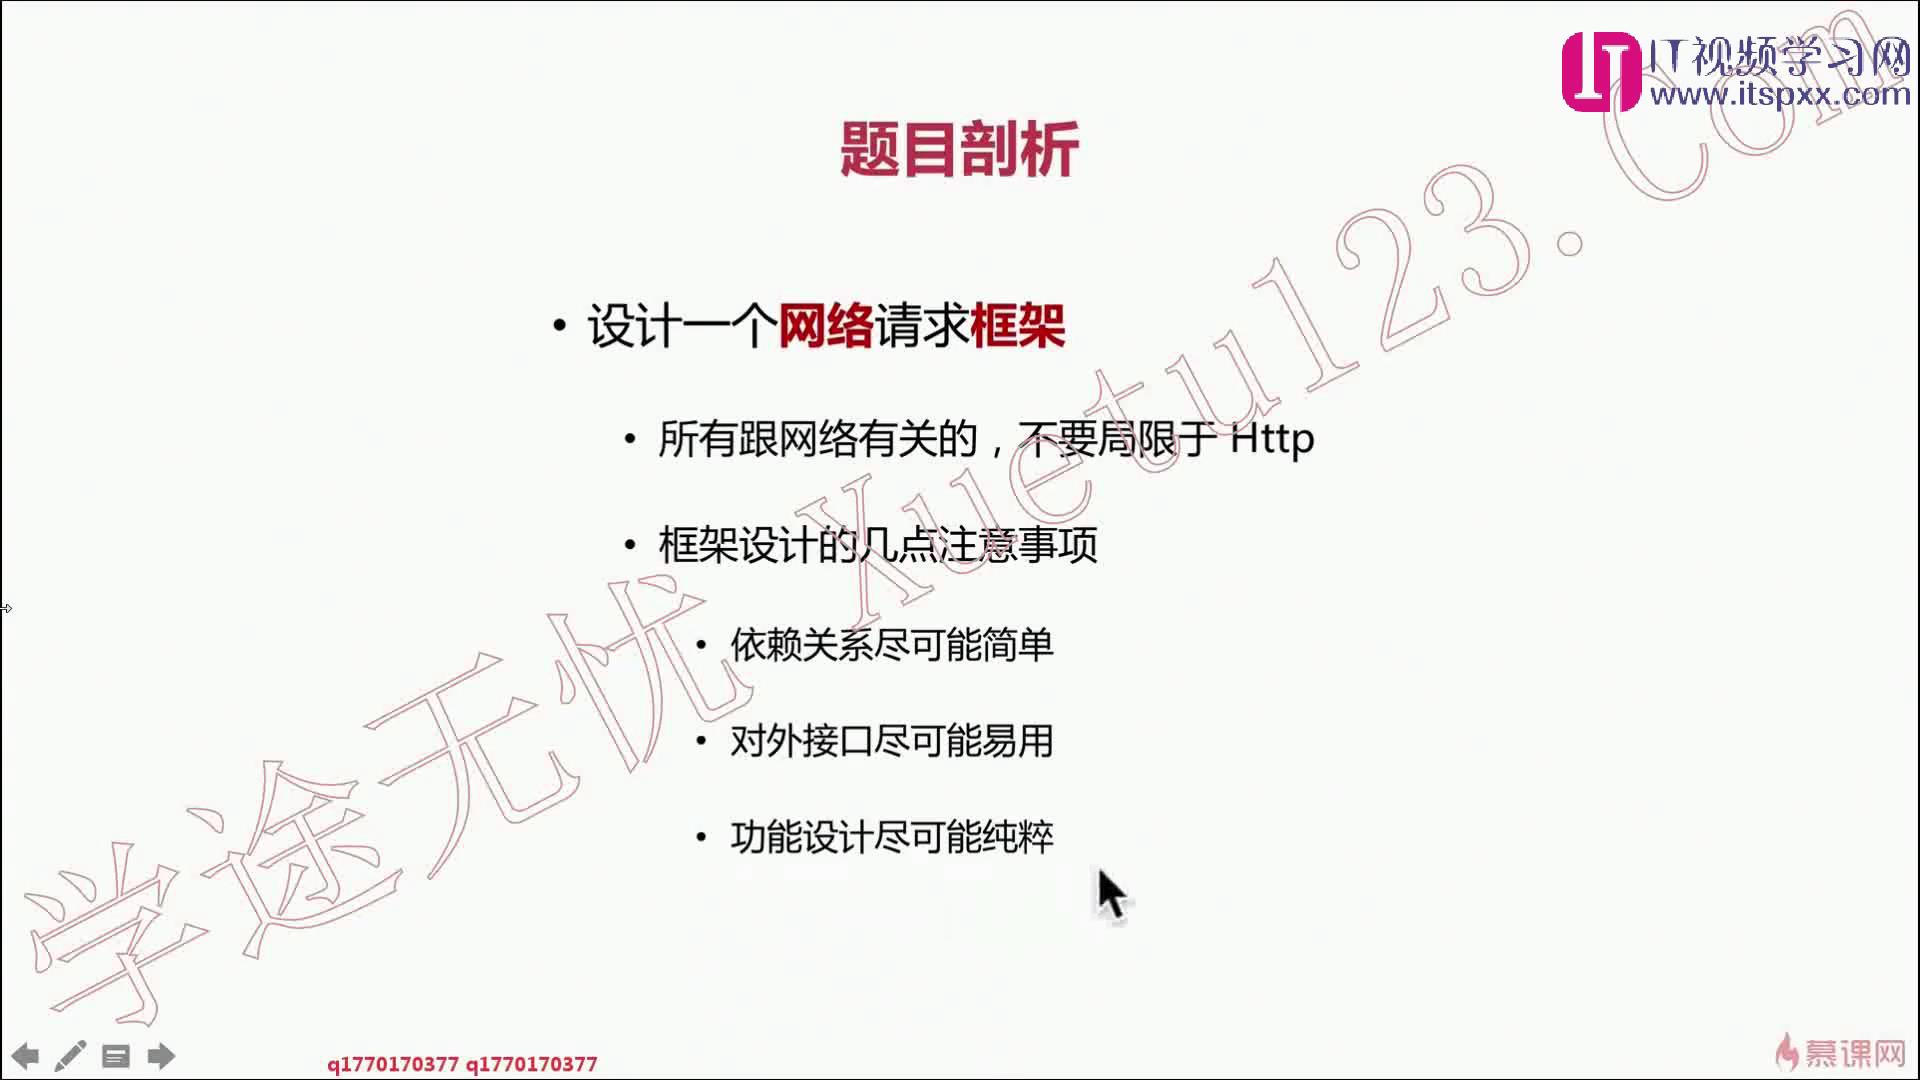 IT视频学习网
www.itspxx.com
题目剖析
• 设计一个网络请求框架
• 所有跟网络有关的，不要局限于 Http
• 框架设计的几点注意事项
• 依赖关系尽可能简单
• 对外接口尽可能易用
• 功能设计尽可能纯粹
学途无忧 Xuetu123.Com
q1770170377 q1770170377
慕课网